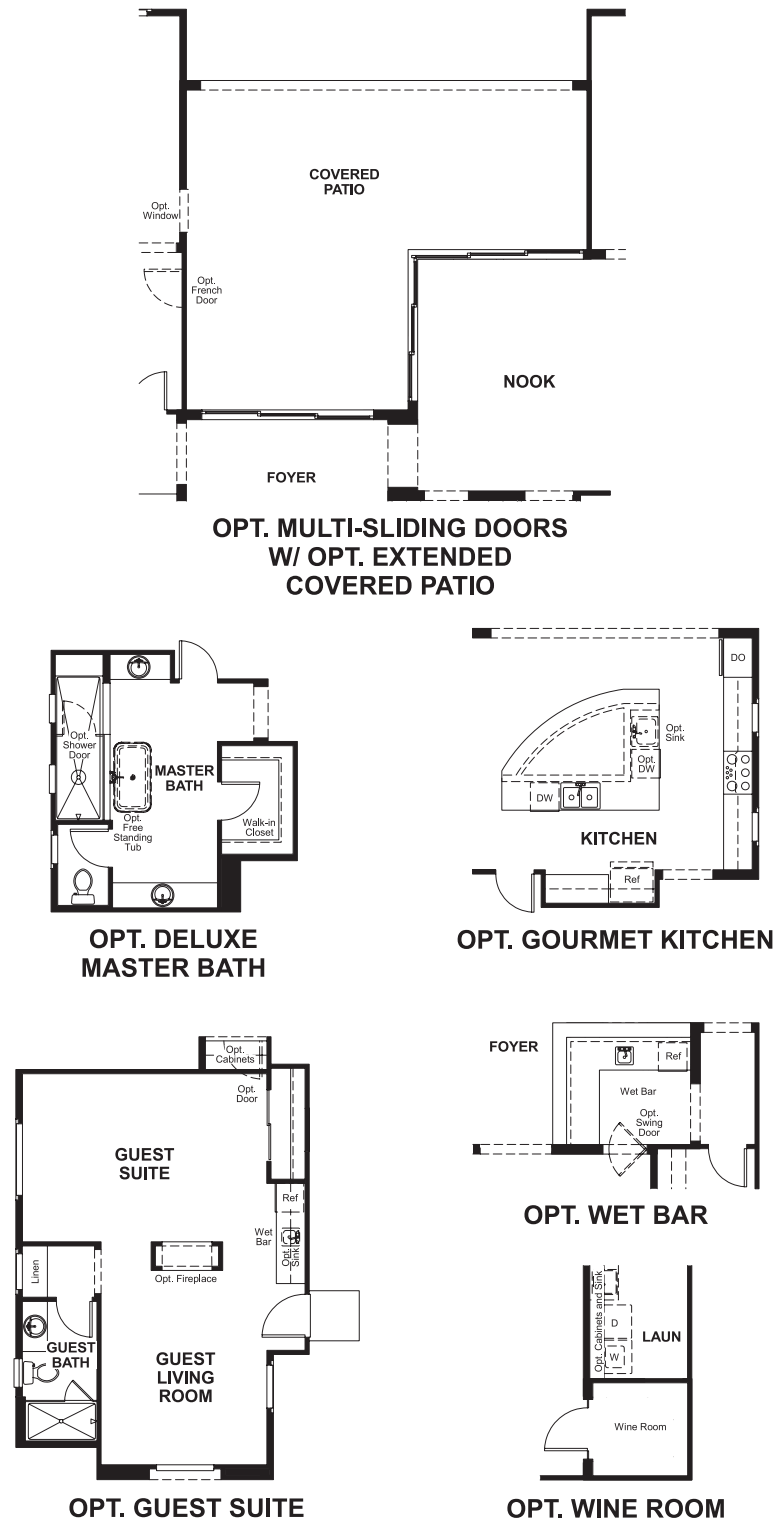 COVERED
PATIO
Opt.
Window
Opt.
French
Door
NOOK
FOYER
OPT. MULTI-SLIDING DOORS
W/ OPT. EXTENDED
COVERED PATIO
Opt.
Shower
Door
MASTER
BATH
Opt.
Free
Standing
Tub
Walk-in
Closet
OPT. DELUXE
MASTER BATH
DO
Opt.
Sink
Opt.
DW
DW
KITCHEN
Ref
OPT. GOURMET KITCHEN
Opt.
Cabinets
Opt.
Door
GUEST
SUITE
Ref
Wet
Bar
Opt.
Sink
Linen
Opt. Fireplace
GUEST
BATH
GUEST
LIVING
ROOM
OPT. GUEST SUITE
FOYER
Ref
Wet Bar
Opt.
Swing
Door
OPT. WET BAR
Opt. Cabinets and Sink
D
W
LAUN
Wine Room
OPT. WINE ROOM